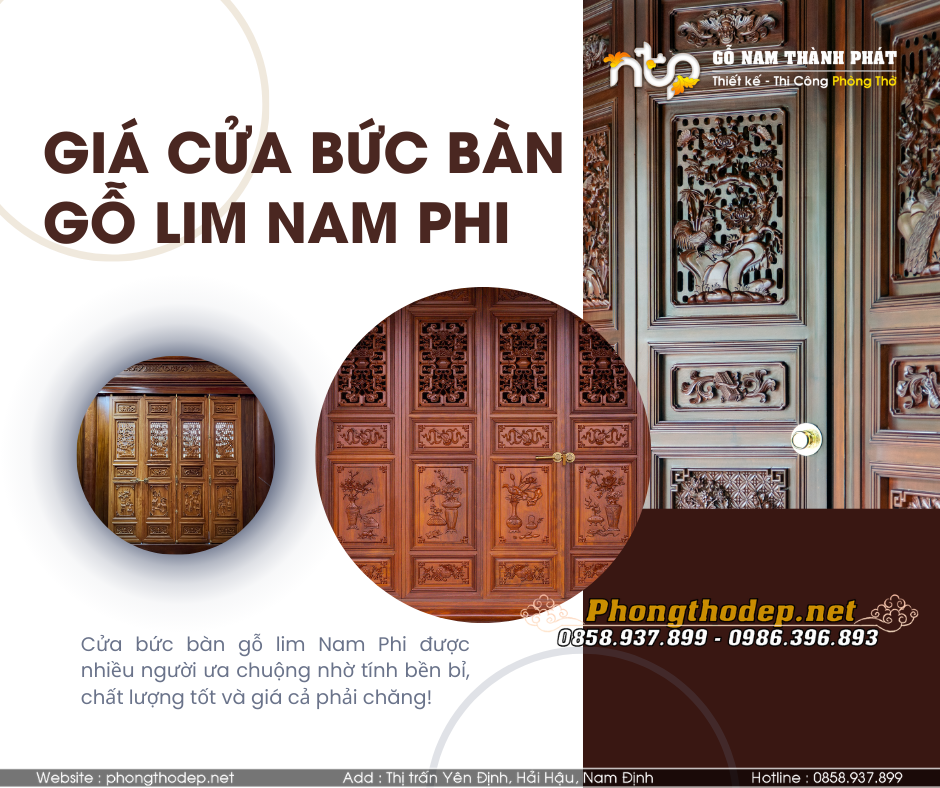 GỖ NAM THÀNH PHÁT
Thiết kế - Thi Công Phòng Thờ
ntp
GIÁ CỬA BỨC BÀN
GỖ LIM NAM PHI
Cửa bức bàn gỗ lim Nam Phi được
nhiều người ưa chuộng nhờ tính bền bỉ,
chất lượng tốt và giá cả phải chăng!
Phongthodep.net
0858.937.899 - 0986.396.893
Website : phongthodep.net
Add : Thị trấn Yên Định, Hải Hậu, Nam Định
Hotline : 0858.937.899